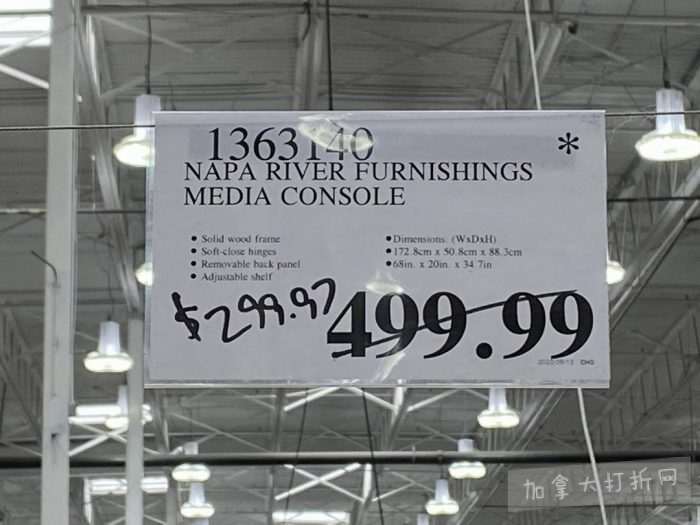 1363140 *
NAPA RIVER FURNISHINGS
MEDIA CONSOLE
• Solid wood frame
• Soft-close hinges
• Removable back panel
• Adjustable shelf
• Dimensions: (WxDxH)
• 172.8cm x 50.8cm x 88.3cm
• 68in. x 20in. x 34.7in
$299.97
499.99
CHG
加拿大打折网